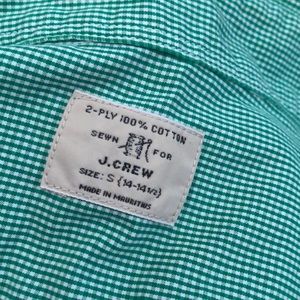 2-PLY 100% COTTON
SEWN FOR
J.CREW
SIZE: S {14-14½}
MADE IN MAURITIUS